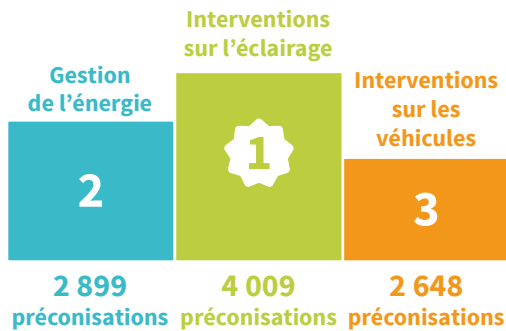 Interventions
sur l’éclairage
Gestion
de l’énergie
Interventions
sur les
véhicules
2
1
3
2 899
préconisations
4 009
préconisations
2 648
préconisations